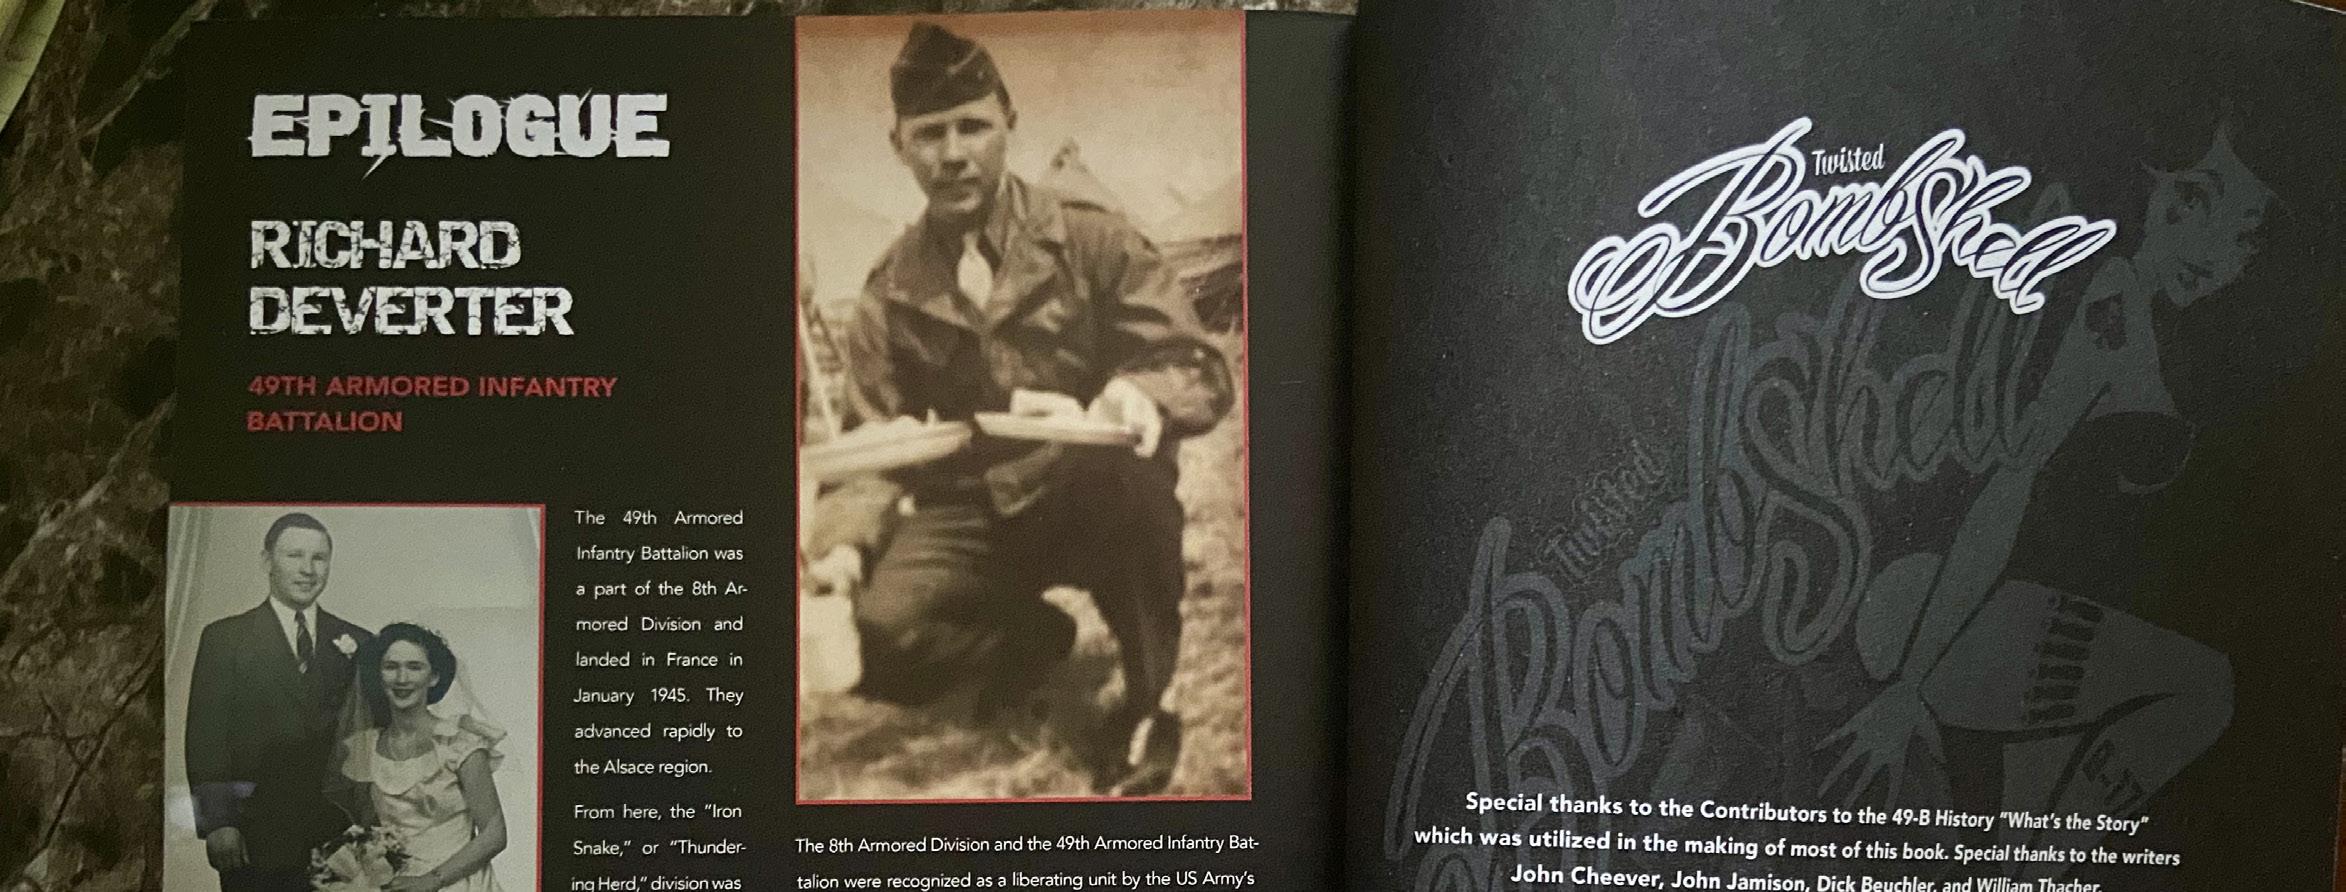 EPILOGUE
RICHARD
DEVERTER
49TH ARMORED INFANTRY
BATTALION
The 49th Armored
Infantry Battalion was
a part of the 8th Ar-
mored Division and
landed in France in
January 1945. They
advanced rapidly to
the Alsace region.
From here, the "Iron
Snake," or "Thunder-
ing Herd," division was
The 8th Armored Division and the 49th Armored Infantry Bat-
talion were recognized as a liberating unit by the US Army's
Twisted
BombShell
Twisted
BombShell
B-17
Special thanks to the Contributors to the 49-B History "What's the Story"
which was utilized in the making of most of this book. Special thanks to the writers
John Cheever, John Jamison, Dick Beuchler, and William Thacher.